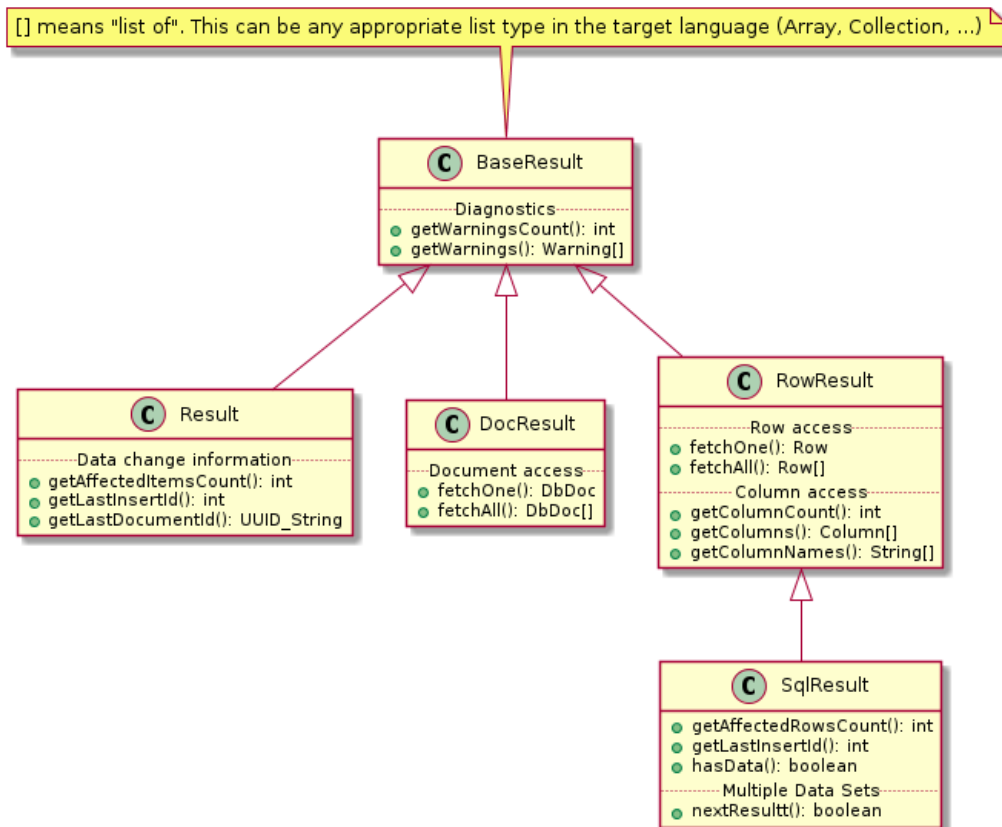 [] means "list of". This can be any appropriate list type in the target language (Array, Collection, ...)
C BaseResult
Diagnostics
getWarningsCount(): int
getWarnings(): Warning[]
C Result
Data change information
getAffectedItemsCount(): int
getLastInsertId(): int
getLastDocumentId(): UUID_String
C DocResult
Document access
fetchOne(): DbDoc
fetchAll(): DbDoc[]
C RowResult
Row access
fetchOne(): Row
fetchAll(): Row[]
Column access
getColumnCount(): int
getColumns(): Column[]
getColumnNames(): String[]
C SqlResult
getAffectedRowsCount(): int
getLastInsertId(): int
hasData(): boolean
Multiple Data Sets
nextResultt(): boolean